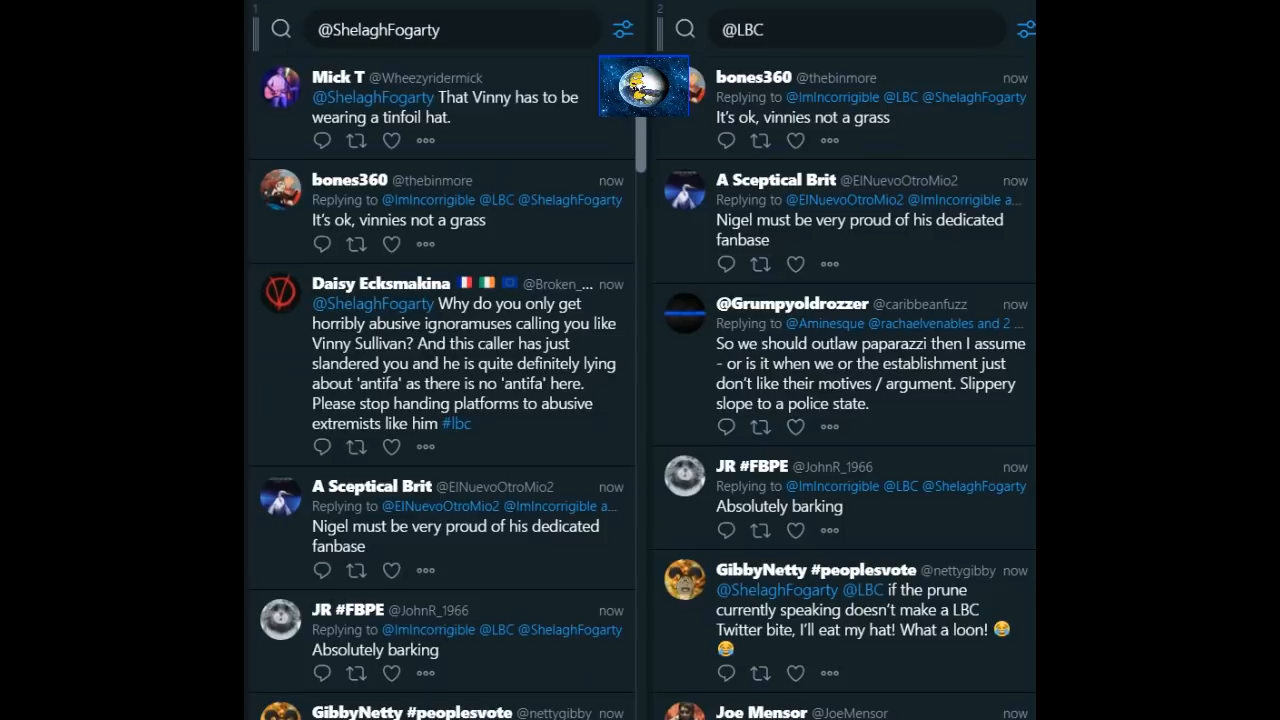 1
@ShelaghFogarty
Mick T @Wheezyridermick
@ShelaghFogarty That Vinny has to be
wearing a tinfoil hat.
bones360 @thebinmore now
Replying to @ImIncorrigible @LBC @ShelaghFogarty
It's ok, vinnies not a grass
Daisy Ecksmakina 🇫🇷 🇮🇪 🇪🇺 @Broken_... now
@ShelaghFogarty Why do you only get
horribly abusive ignoramuses calling you like
Vinny Sullivan? And this caller has just
slandered you and he is quite definitely lying
about 'antifa' as there is no 'antifa' here.
Please stop handing platforms to abusive
extremists like him #lbc
A Sceptical Brit @ElNuevoOtroMio2 now
Replying to @ElNuevoOtroMio2 @ImIncorrigible a...
Nigel must be very proud of his dedicated
fanbase
JR #FBPE @JohnR_1966 now
Replying to @ImIncorrigible @LBC @ShelaghFogarty
Absolutely barking
GibbyNetty #peoplesvote @nettygibby now
2
@LBC
bones360 @thebinmore now
Replying to @ImIncorrigible @LBC @ShelaghFogarty
It's ok, vinnies not a grass
A Sceptical Brit @ElNuevoOtroMio2 now
Replying to @ElNuevoOtroMio2 @ImIncorrigible a...
Nigel must be very proud of his dedicated
fanbase
@Grumpyoldrozzer @caribbeanfuzz now
Replying to @Aminesque @rachaelvenables and 2 ...
So we should outlaw paparazzi then I assume
- or is it when we or the establishment just
don't like their motives / argument. Slippery
slope to a police state.
JR #FBPE @JohnR_1966 now
Replying to @ImIncorrigible @LBC @ShelaghFogarty
Absolutely barking
GibbyNetty #peoplesvote @nettygibby now
@ShelaghFogarty @LBC if the prune
currently speaking doesn't make a LBC
Twitter bite, I'll eat my hat! What a loon! 😂
😂
Joe Mensor @JoeMensor now